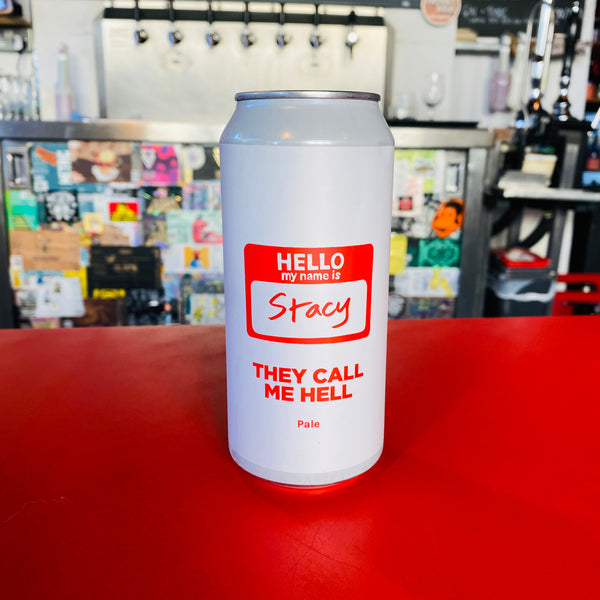 HELLO
my name is
Stacy
THEY CALL
ME HELL
Pale